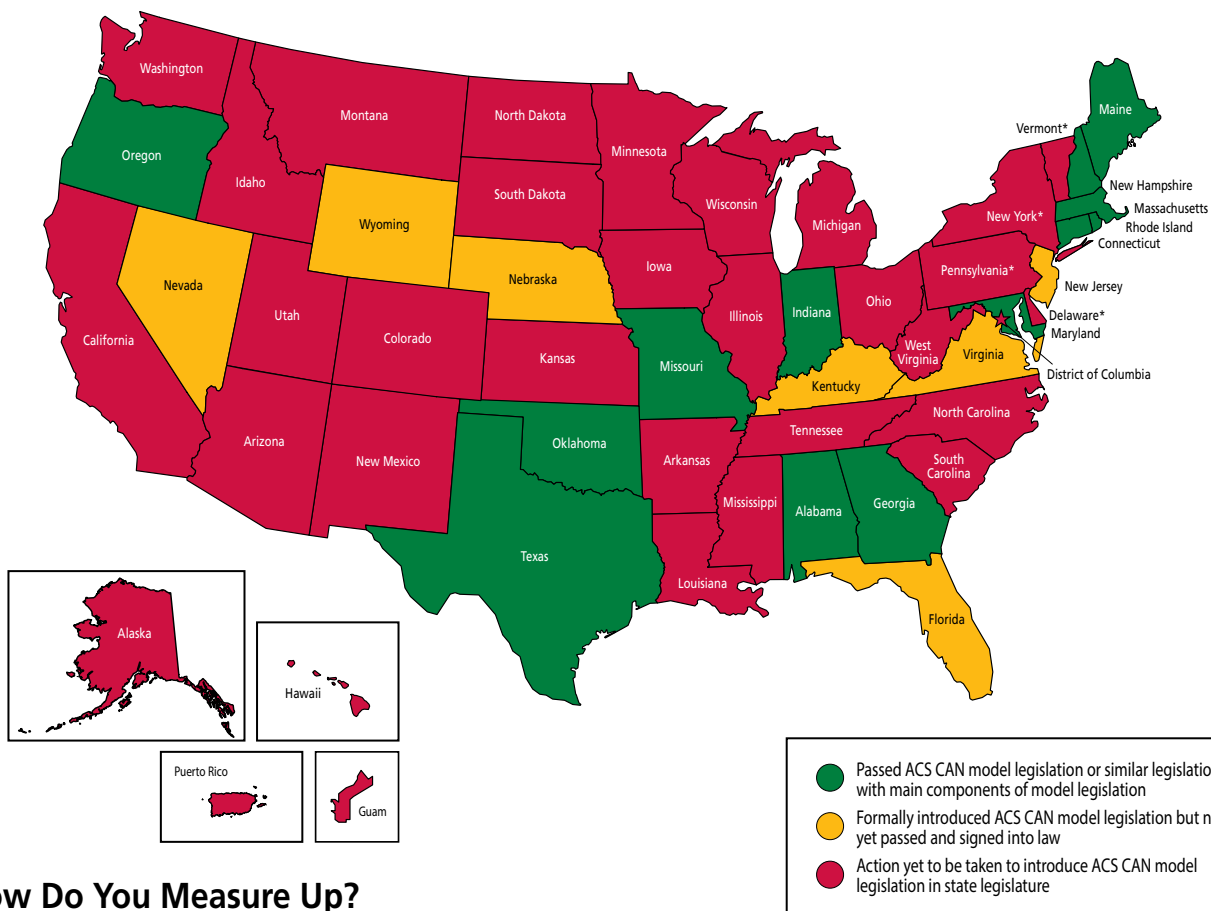 Washington
Montana
North Dakota
Minnesota
Maine
Vermont*
Oregon
Idaho
South Dakota
Wisconsin
Michigan
New York*
New Hampshire
Massachusetts
Rhode Island
Connecticut
Wyoming
Nebraska
Iowa
Pennsylvania*
New Jersey
Nevada
Utah
Colorado
Kansas
Missouri
Illinois
Indiana
Ohio
West
Virginia
Virginia
Delaware*
Maryland
District of Columbia
California
Kentucky
Arizona
New Mexico
Oklahoma
Arkansas
Tennessee
North Carolina
South
Carolina
Texas
Louisiana
Mississippi
Alabama
Georgia
Florida
Alaska
Hawaii
Puerto Rico
Guam
Passed ACS CAN model legislation or similar legislatio
with main components of model legislation
Formally introduced ACS CAN model legislation but n
yet passed and signed into law
Action yet to be taken to introduce ACS CAN model
legislation in state legislature
ow Do You Measure Up?